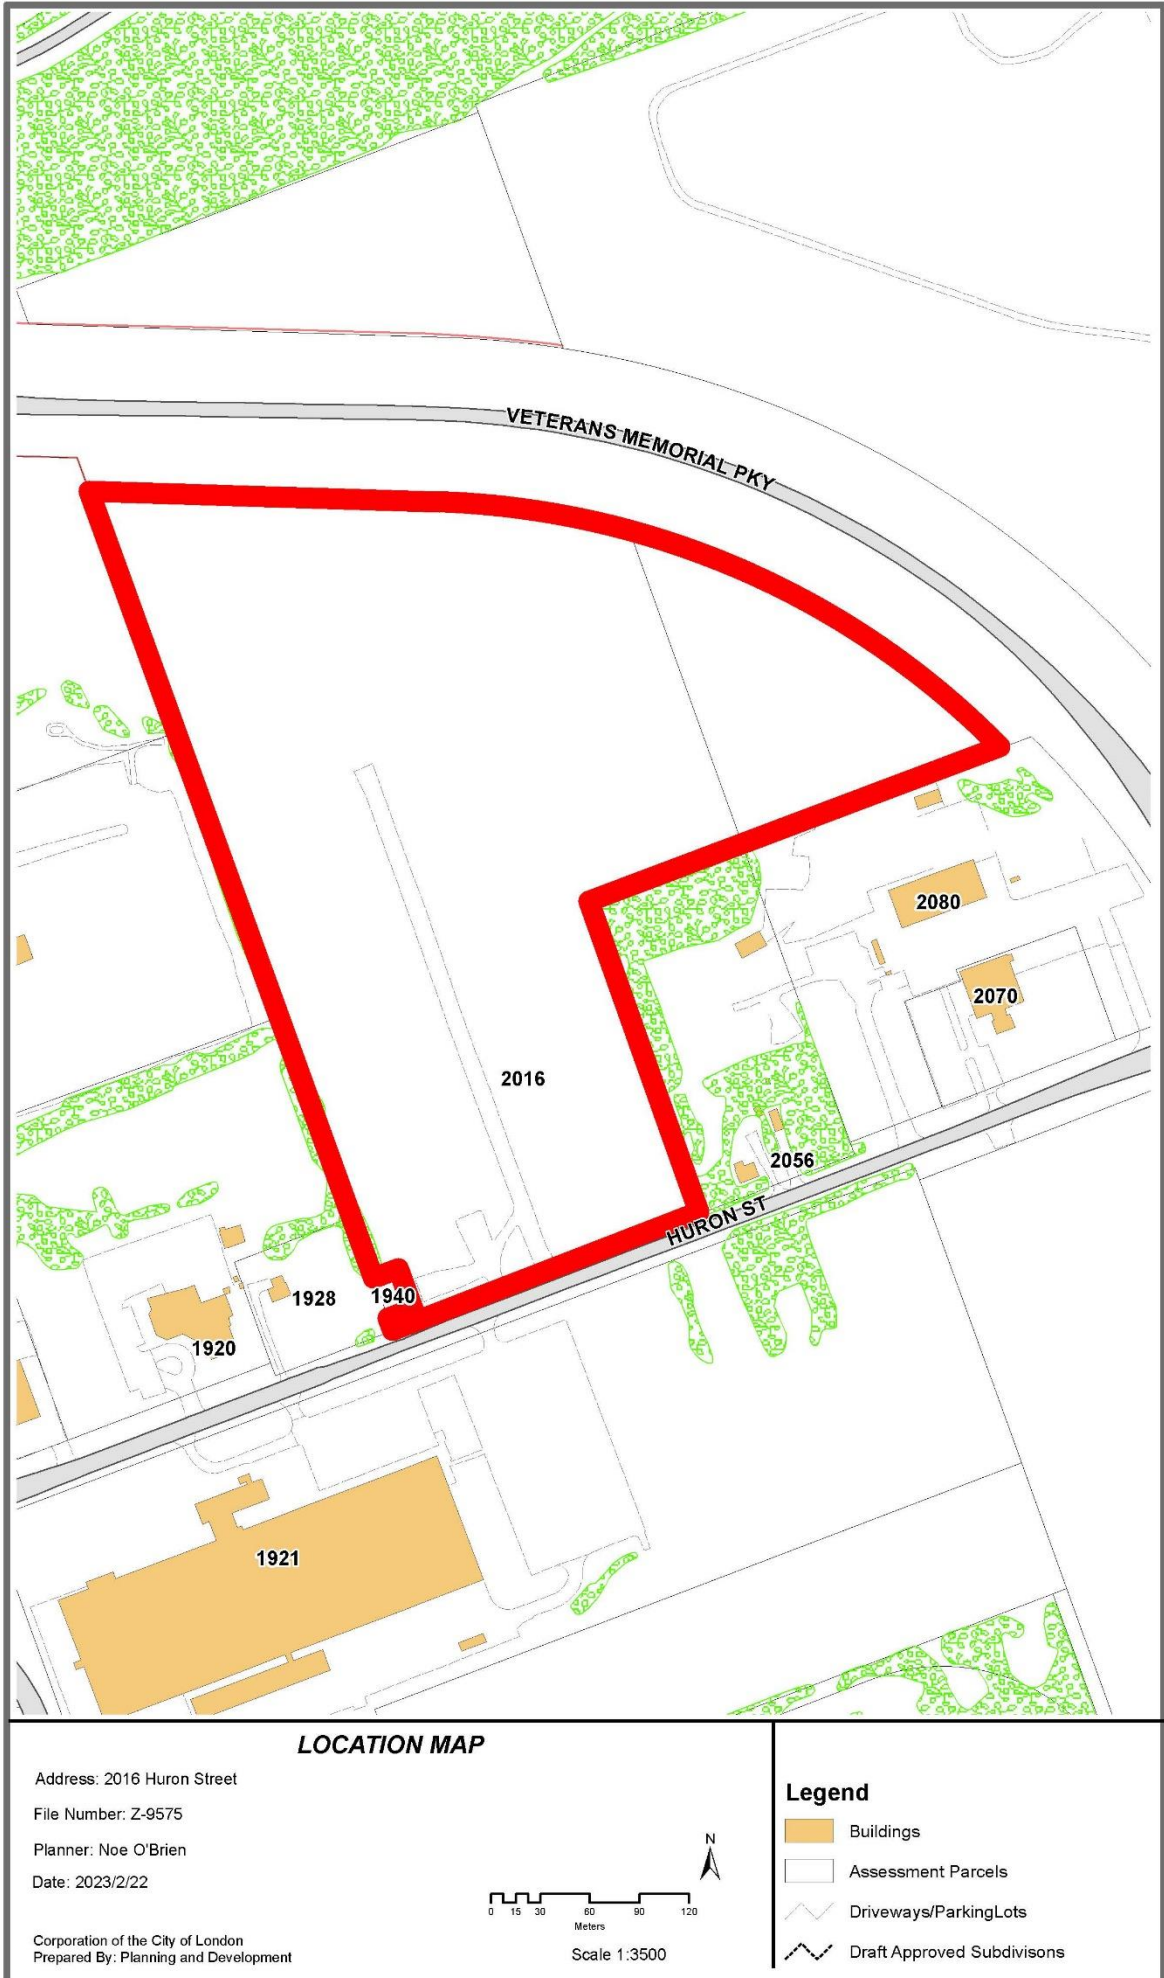 VETERANS MEMORIAL PKY
2080
2070
2016
2056
HURON ST
1940
1928
1920
1921
LOCATION MAP
Address: 2016 Huron Street
File Number: Z-9575
Planner: Noe O'Brien
Date: 2023/2/22
Corporation of the City of London
Prepared By: Planning and Development
N
0 15 30 60 90 120
Meters
Scale 1:3500
Legend
Buildings
Assessment Parcels
Driveways/ParkingLots
Draft Approved Subdivisons